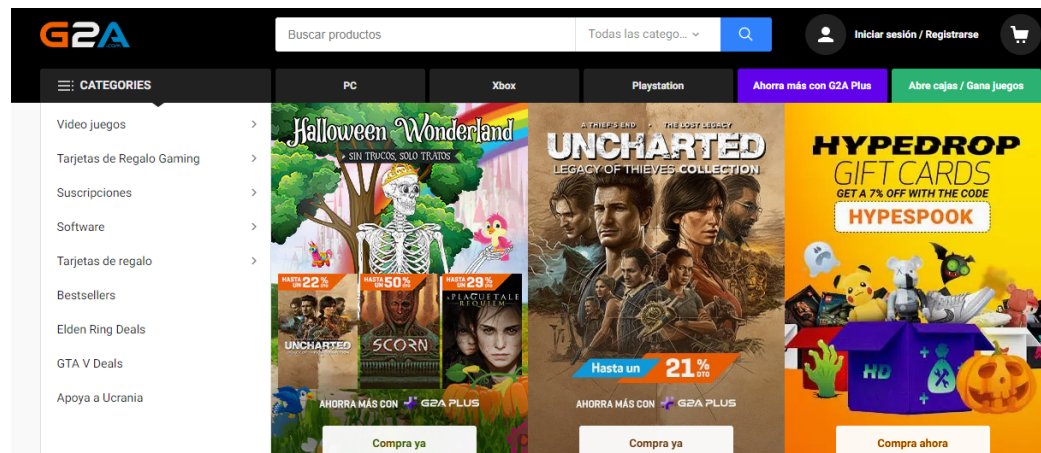 G2A
.COM
Buscar productos
Todas las catego...
Iniciar sesión / Registrarse
CATEGORIES
PC
Xbox
Playstation
Ahorra más con G2A Plus
Abre cajas / Gana juegos
Video juegos
Tarjetas de Regalo Gaming
Suscripciones
Software
Tarjetas de regalo
Bestsellers
Elden Ring Deals
GTA V Deals
Apoya a Ucrania
Halloween Wonderland
SIN TRUCOS, SOLO TRATOS
HASTA UN 22% DTO
HASTA UN 50% DTO
HASTA UN 29% DTO
UNCHARTED
SCORN
A PLAGUE TALE
REQUIEM
AHORRA MÁS CON G2A PLUS
Compra ya
A THIEF'S END THE LOST LEGACY
UNCHARTED
LEGACY OF THIEVES COLLECTION
Hasta un 21% DTO
AHORRA MÁS CON G2A PLUS
Compra ya
HYPEDROP
GIFT CARDS
GET A 7% OFF WITH THE CODE
HYPESPOOK
HD
Compra ahora